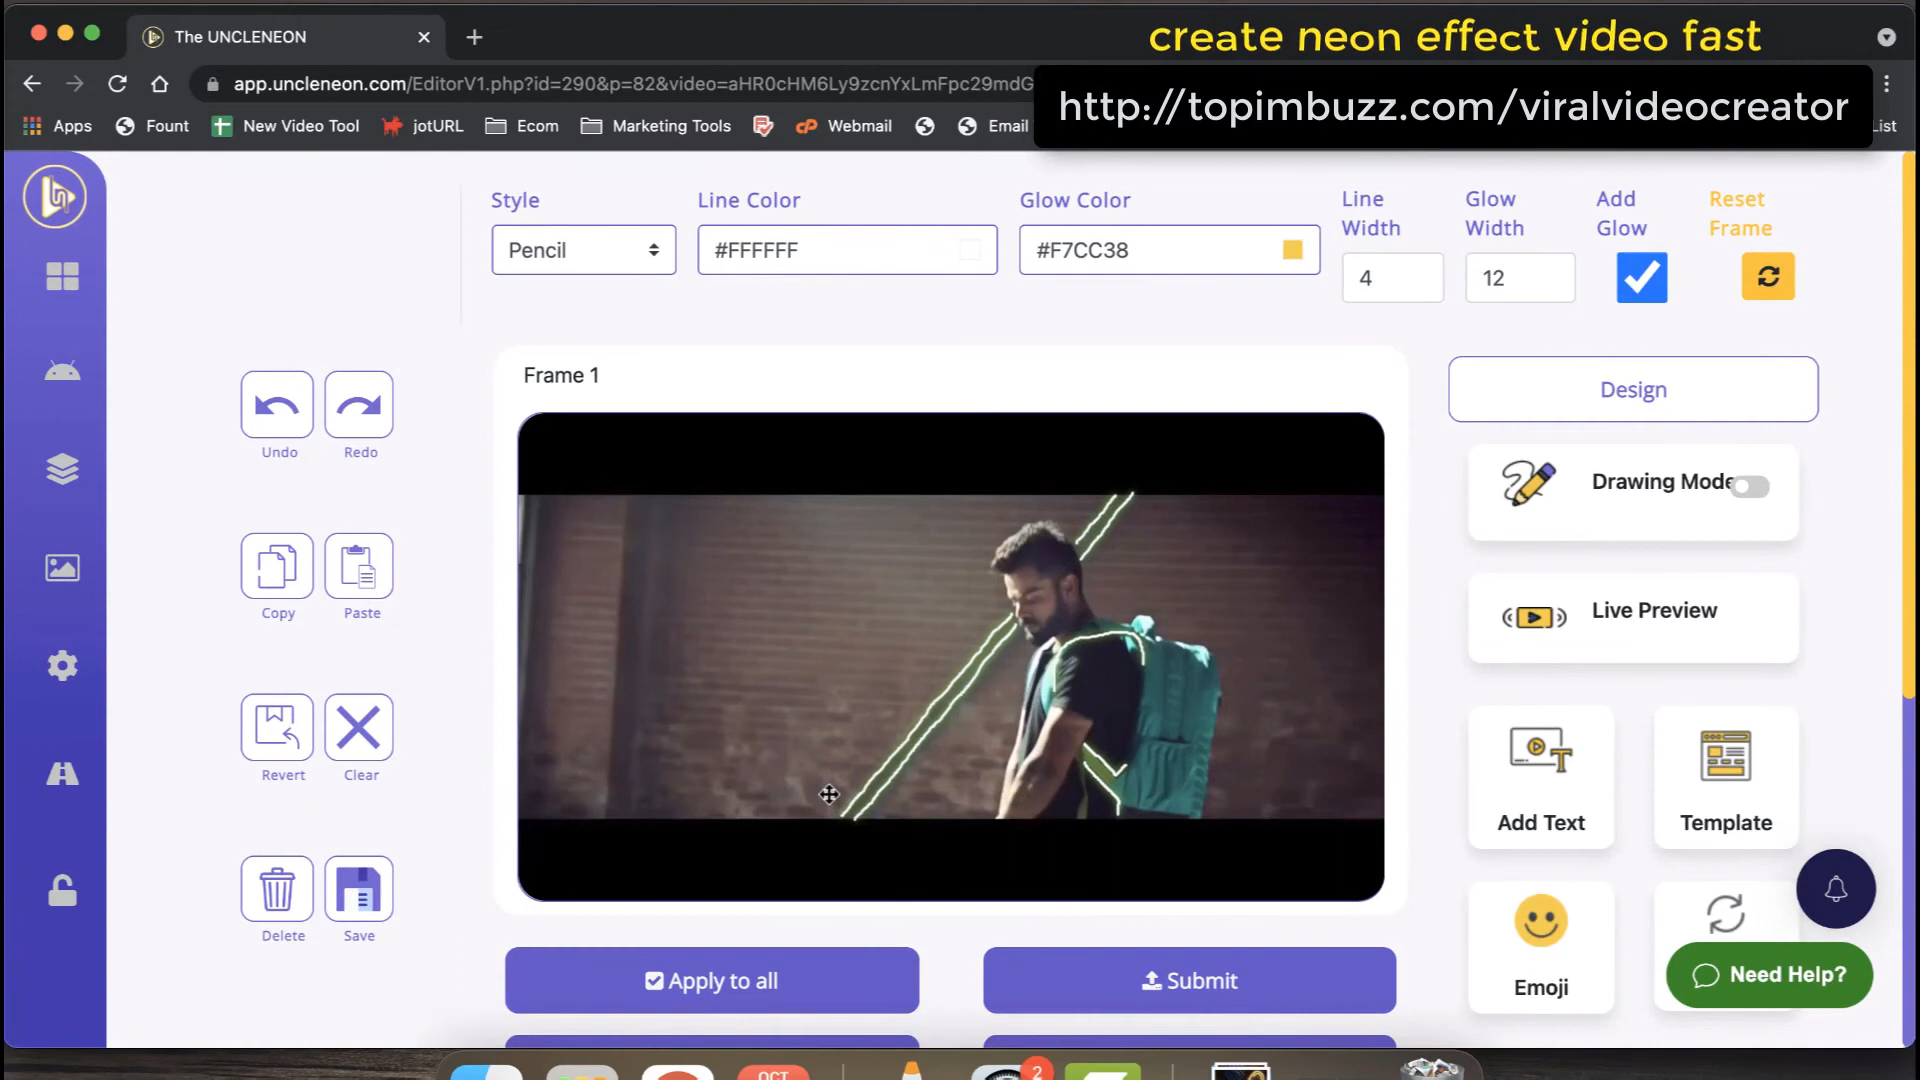 The UNCLENEON
create neon effect video fast
app.uncleneon.com/EditorV1.php?id=290&p=82&video=aHR0cHM6Ly9zcnYxLmFpc29mdG
http://topimbuzz.com/viralvideocreator
Apps
Fount
New Video Tool
jotURL
Ecom
Marketing Tools
Webmail
Email
List
Style
Line Color
Glow Color
Line Width
Glow Width
Add Glow
Reset Frame
Pencil
#FFFFFF
#F7CC38
4
12
Frame 1
Design
Undo
Redo
Drawing Mode
Copy
Paste
Live Preview
Revert
Clear
Add Text
Template
Delete
Save
Apply to all
Submit
Emoji
Need Help?
OCT
2